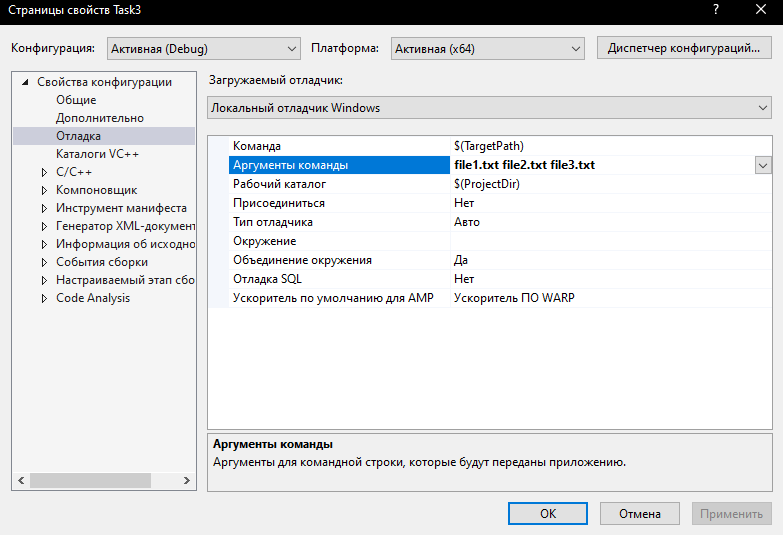 Страницы свойств Task3
?
Конфигурация: Активная (Debug) Платформа: Активная (x64) Диспетчер конфигураций...
Свойства конфигурации
Общие
Дополнительно
Отладка
Каталоги VC++
C/C++
Компоновщик
Инструмент манифеста
Генератор XML-документ
Информация об исходно
События сборки
Настраиваемый этап сбо
Code Analysis
Загружаемый отладчик:
Локальный отладчик Windows
Команда $(TargetPath)
Аргументы команды file1.txt file2.txt file3.txt
Рабочий каталог $(ProjectDir)
Присоединиться Нет
Тип отладчика Авто
Окружение
Объединение окружения Да
Отладка SQL Нет
Ускоритель по умолчанию для AMP Ускоритель ПО WARP
Аргументы команды
Аргументы для командной строки, которые будут переданы приложению.
ОК Отмена Применить